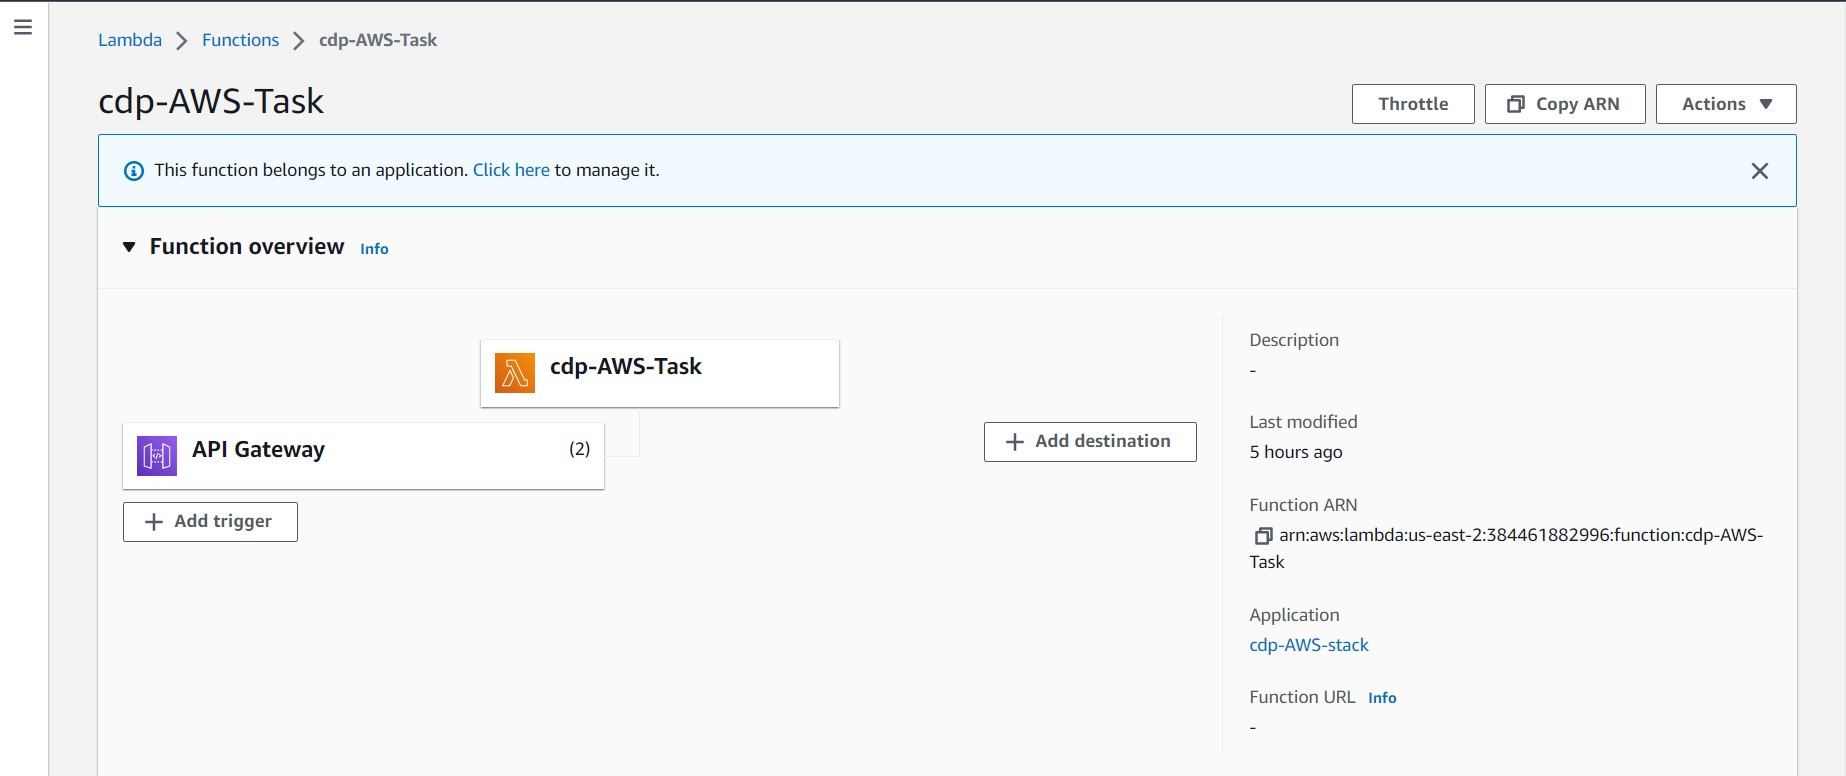 Lambda > Functions > cdp-AWS-Task
cdp-AWS-Task
Throttle
Copy ARN
Actions
This function belongs to an application. Click here to manage it.
Function overview Info
cdp-AWS-Task
API Gateway (2)
Add trigger
Add destination
Description
-
Last modified
5 hours ago
Function ARN
arn:aws:lambda:us-east-2:384461882996:function:cdp-AWS-
Task
Application
cdp-AWS-stack
Function URL Info
-